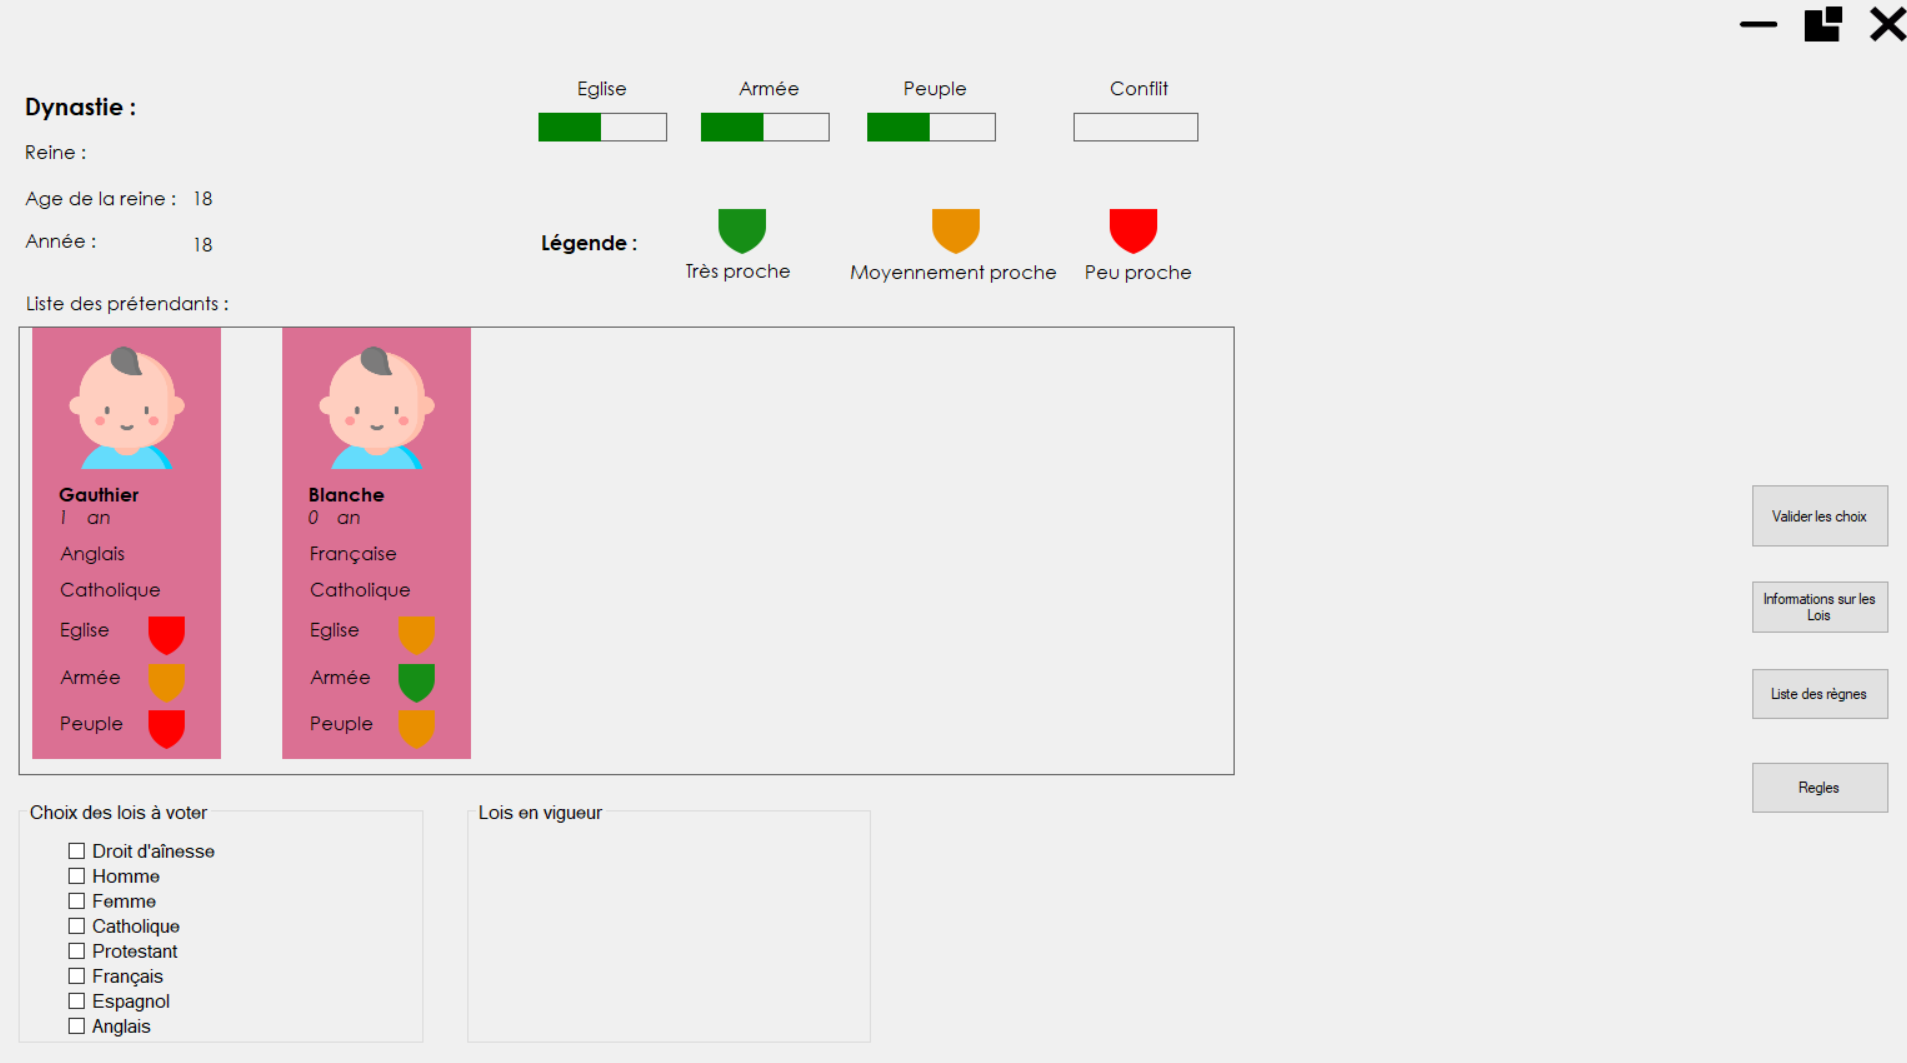 Dynastie :
Reine :
Age de la reine : 18
Année : 18
Eglise
Armée
Peuple
Conflit
Légende :
Très proche
Moyennement proche
Peu proche
Liste des prétendants :
Gauthier
1 an
Anglais
Catholique
Eglise
Armée
Peuple
Blanche
0 an
Française
Catholique
Eglise
Armée
Peuple
Valider les choix
Informations sur les
Lois
Liste des règnes
Regles
Choix des lois à voter
Droit d'aînesse
Homme
Femme
Catholique
Protestant
Français
Espagnol
Anglais
Lois en vigueur